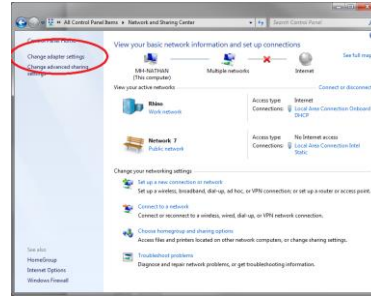 All Control Panel Items
Network and Sharing Center
Search Control Panel
Control Panel Home
Change adapter settings
Change advanced sharing
settings
View your basic network information and set up connections
See full map
MH-NATHAN
(This computer)
Multiple networks
Internet
View your active networks
Connect or disconnect
Rhino
Work network
Access type: Internet
Connections: Local Area Connection Onboard
DHCP
Network 7
Public network
Access type: No Internet access
Connections: Local Area Connection Intel
Static
Change your networking settings
Set up a new connection or network
Set up a wireless, broadband, dial-up, ad hoc, or VPN connection; or set up a router or access point.
Connect to a network
Connect or reconnect to a wireless, wired, dial-up, or VPN network connection.
Choose homegroup and sharing options
Access files and printers located on other network computers, or change sharing settings.
Troubleshoot problems
Diagnose and repair network problems, or get troubleshooting information.
See also
HomeGroup
Internet Options
Windows Firewall